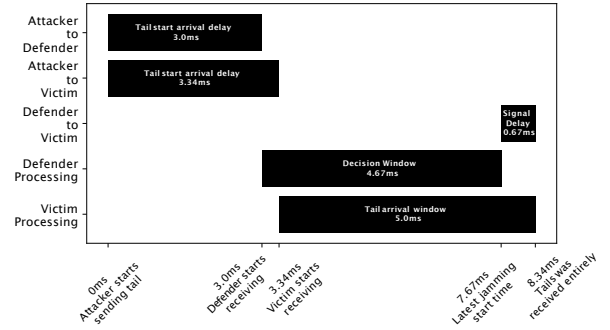 Attacker
to
Defender
Tail start arrival delay
3.0ms
Attacker
to
Victim
Tail start arrival delay
3.34ms
Defender
to
Victim
Signal
Delay
0.67ms
Defender
Processing
Decision Window
4.67ms
Victim
Processing
Tail arrival window
5.0ms
0ms
Attacker starts
sending tail
3.0ms
Defender starts
receiving
3.34ms
Victim starts
receiving
7.67ms
Latest jamming
start time
8.34ms
Tails was
received entirely